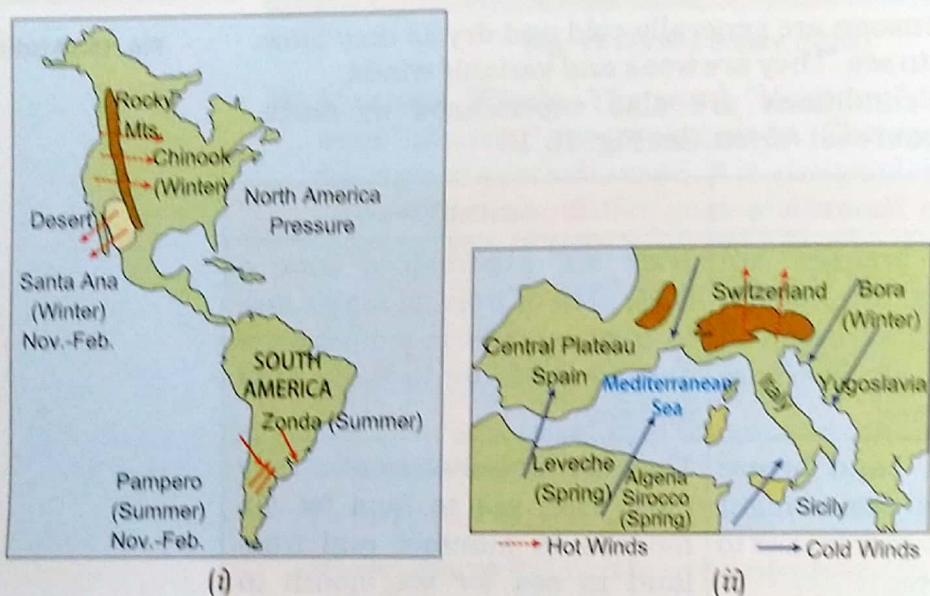 Rocky
Mts.
Chinook
(Winter)
North America
Pressure
Desert
Santa Ana
(Winter)
Nov.-Feb.
SOUTH
AMERICA
Zonda (Summer)
Pampero
(Summer)
Nov.-Feb.
(i)
Switzerland
Bora
(Winter)
Central Plateau
Spain
Mediterranean
Sea
Yugoslavia
Italy
Leveche
(Spring)
Algeria
Sirocco
(Spring)
Sicily
Hot Winds
Cold Winds
(ii)